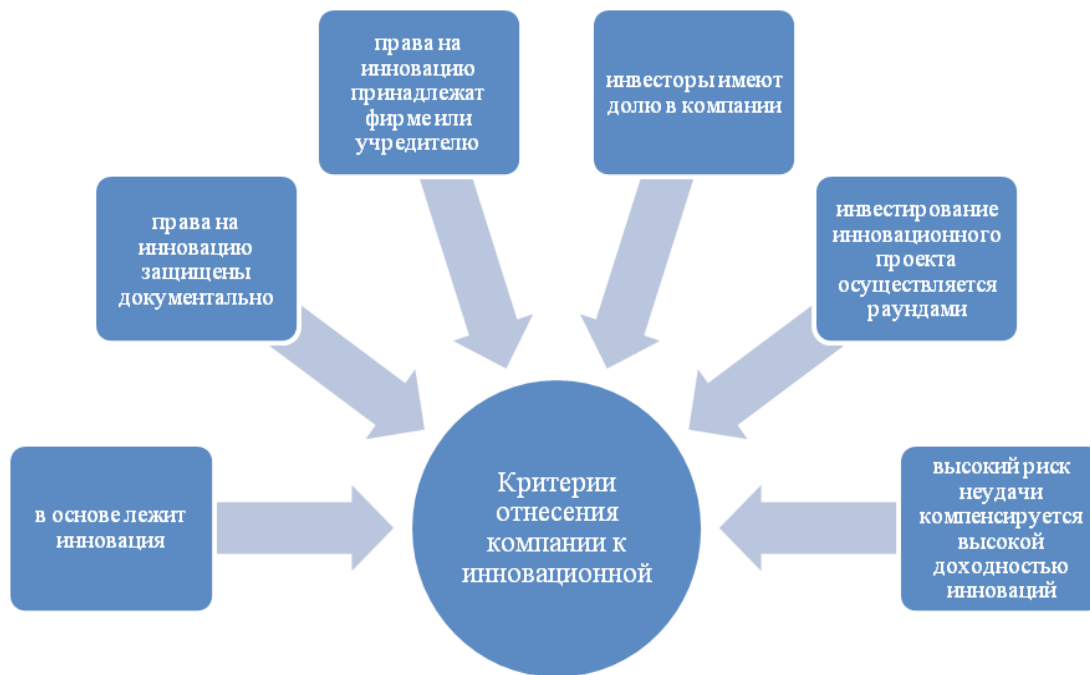 права на
инновацию
принадлежат
фирме или
учредителю
инвесторы имеют
долю в компании
права на
инновацию
защищены
документально
инвестирование
инновационного
проекта
осуществляется
раундами
в основе лежит
инновация
Критерии
отнесения
компании к
инновационной
высокий риск
неудачи
компенсируется
высокой
доходностью
инноваций